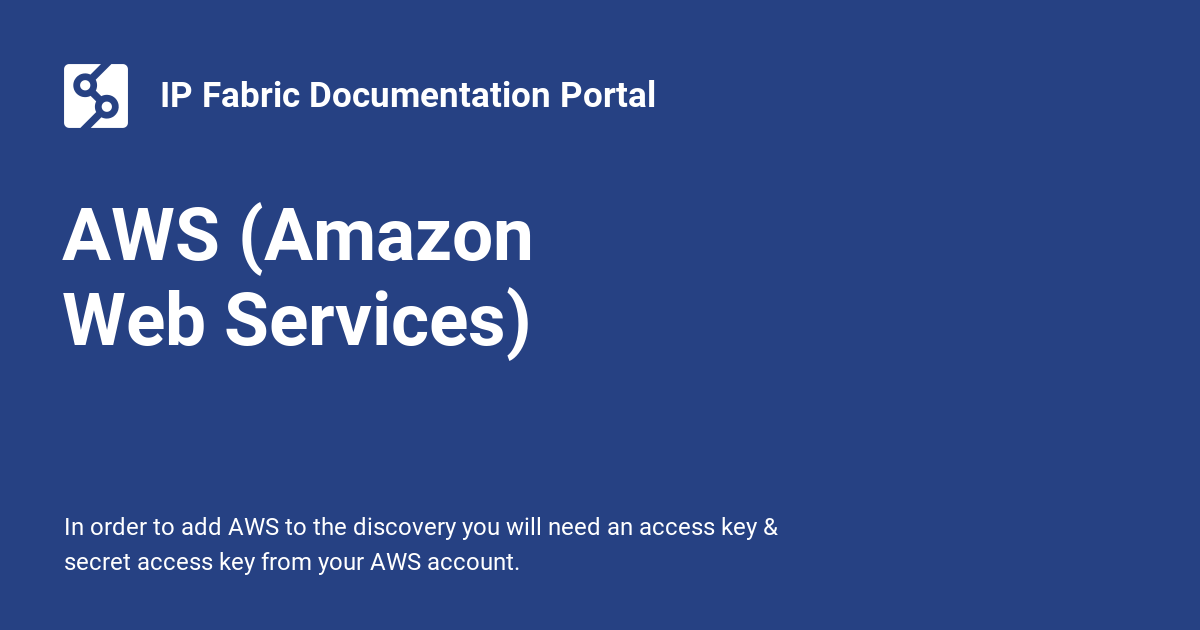 IP Fabric Documentation Portal
AWS (Amazon
Web Services)
In order to add AWS to the discovery you will need an access key &
secret access key from your AWS account.